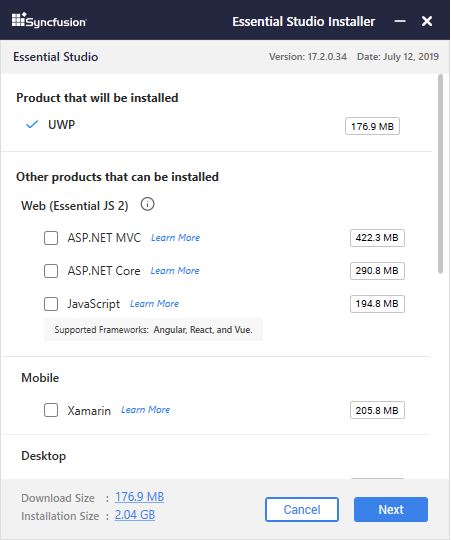 Syncfusion Essential Studio Installer
Essential Studio Version: 17.2.0.34 Date: July 12, 2019
Product that will be installed
UWP 176.9 MB
Other products that can be installed
Web (Essential JS 2)
ASP.NET MVC Learn More 422.3 MB
ASP.NET Core Learn More 290.8 MB
JavaScript Learn More 194.8 MB
Supported Frameworks: Angular, React, and Vue.
Mobile
Xamarin Learn More 205.8 MB
Desktop
Download Size : 176.9 MB
Installation Size : 2.04 GB
Cancel Next